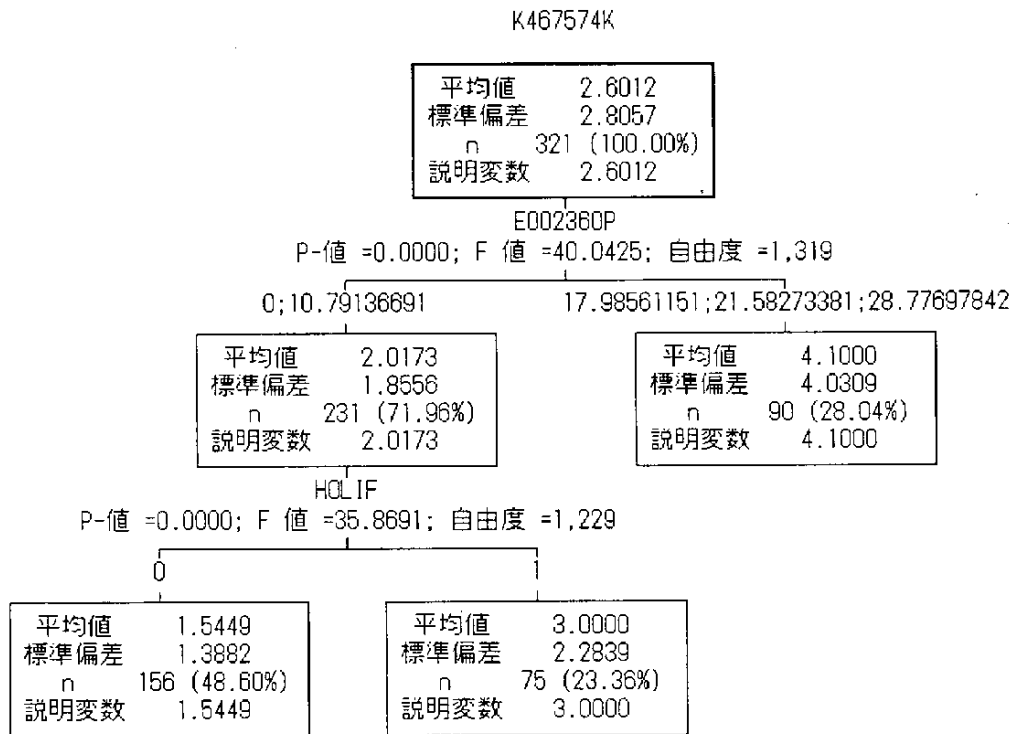 K467574K
平均値 2.6012
標準偏差 2.8057
n 321 (100.00%)
説明変数 2.6012
E002360P
P-値 =0.0000; F 値 =40.0425; 自由度 =1,319
0;10.79136691 17.98561151;21.58273381;28.77697842
平均値 2.0173
標準偏差 1.8556
n 231 (71.96%)
説明変数 2.0173
平均値 4.1000
標準偏差 4.0309
n 90 (28.04%)
説明変数 4.1000
HOLIF
P-値 =0.0000; F 値 =35.8691; 自由度 =1,229
0 1
平均値 1.5449
標準偏差 1.3882
n 156 (48.60%)
説明変数 1.5449
平均値 3.0000
標準偏差 2.2839
n 75 (23.36%)
説明変数 3.0000